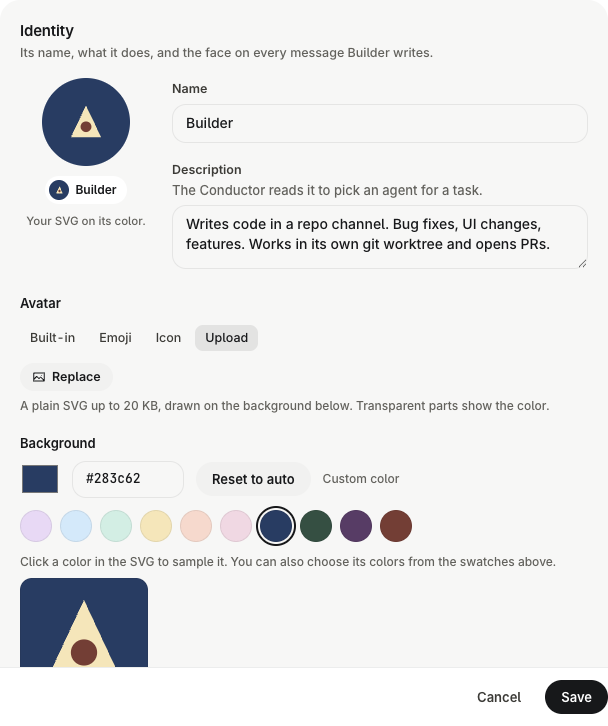 Identity
Its name, what it does, and the face on every message Builder writes.
Builder
Your SVG on its color.
Name
Builder
Description
The Conductor reads it to pick an agent for a task.
Writes code in a repo channel. Bug fixes, UI changes,
features. Works in its own git worktree and opens PRs.
Avatar
Built-in Emoji Icon Upload
Replace
A plain SVG up to 20 KB, drawn on the background below. Transparent parts show the color.
Background
#283c62 Reset to auto Custom color
Click a color in the SVG to sample it. You can also choose its colors from the swatches above.
Cancel Save